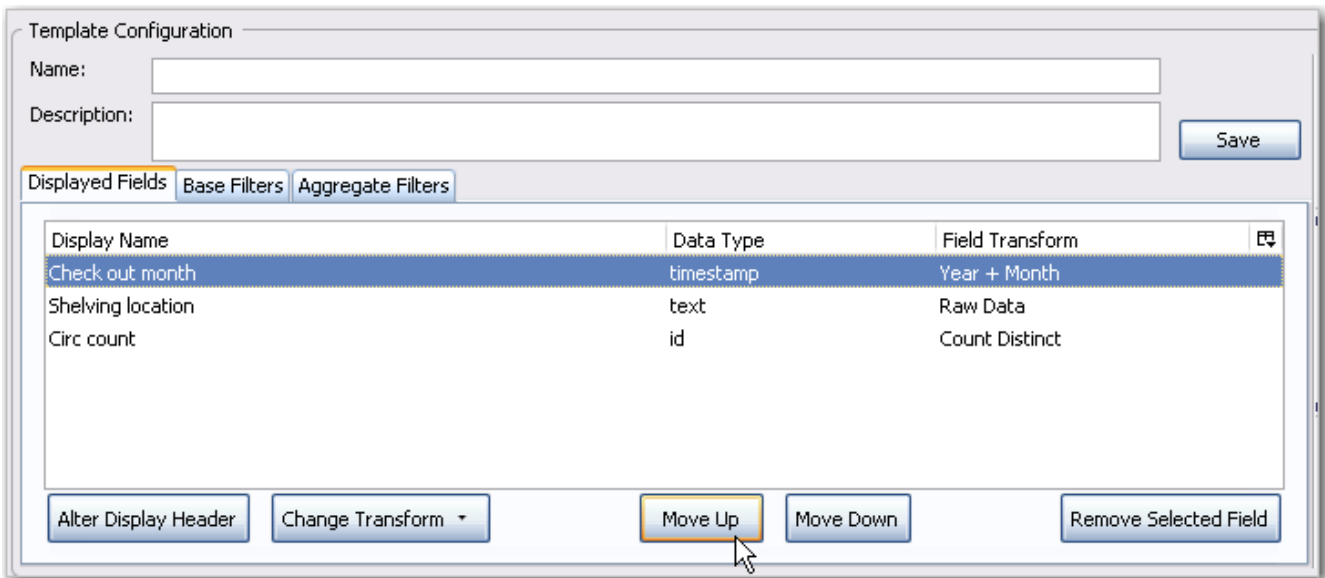 Template Configuration
Name:
Description:
Save
Displayed Fields Base Filters Aggregate Filters
Display Name Data Type Field Transform
Check out month timestamp Year + Month
Shelving location text Raw Data
Circ count id Count Distinct
Alter Display Header Change Transform Move Up Move Down Remove Selected Field